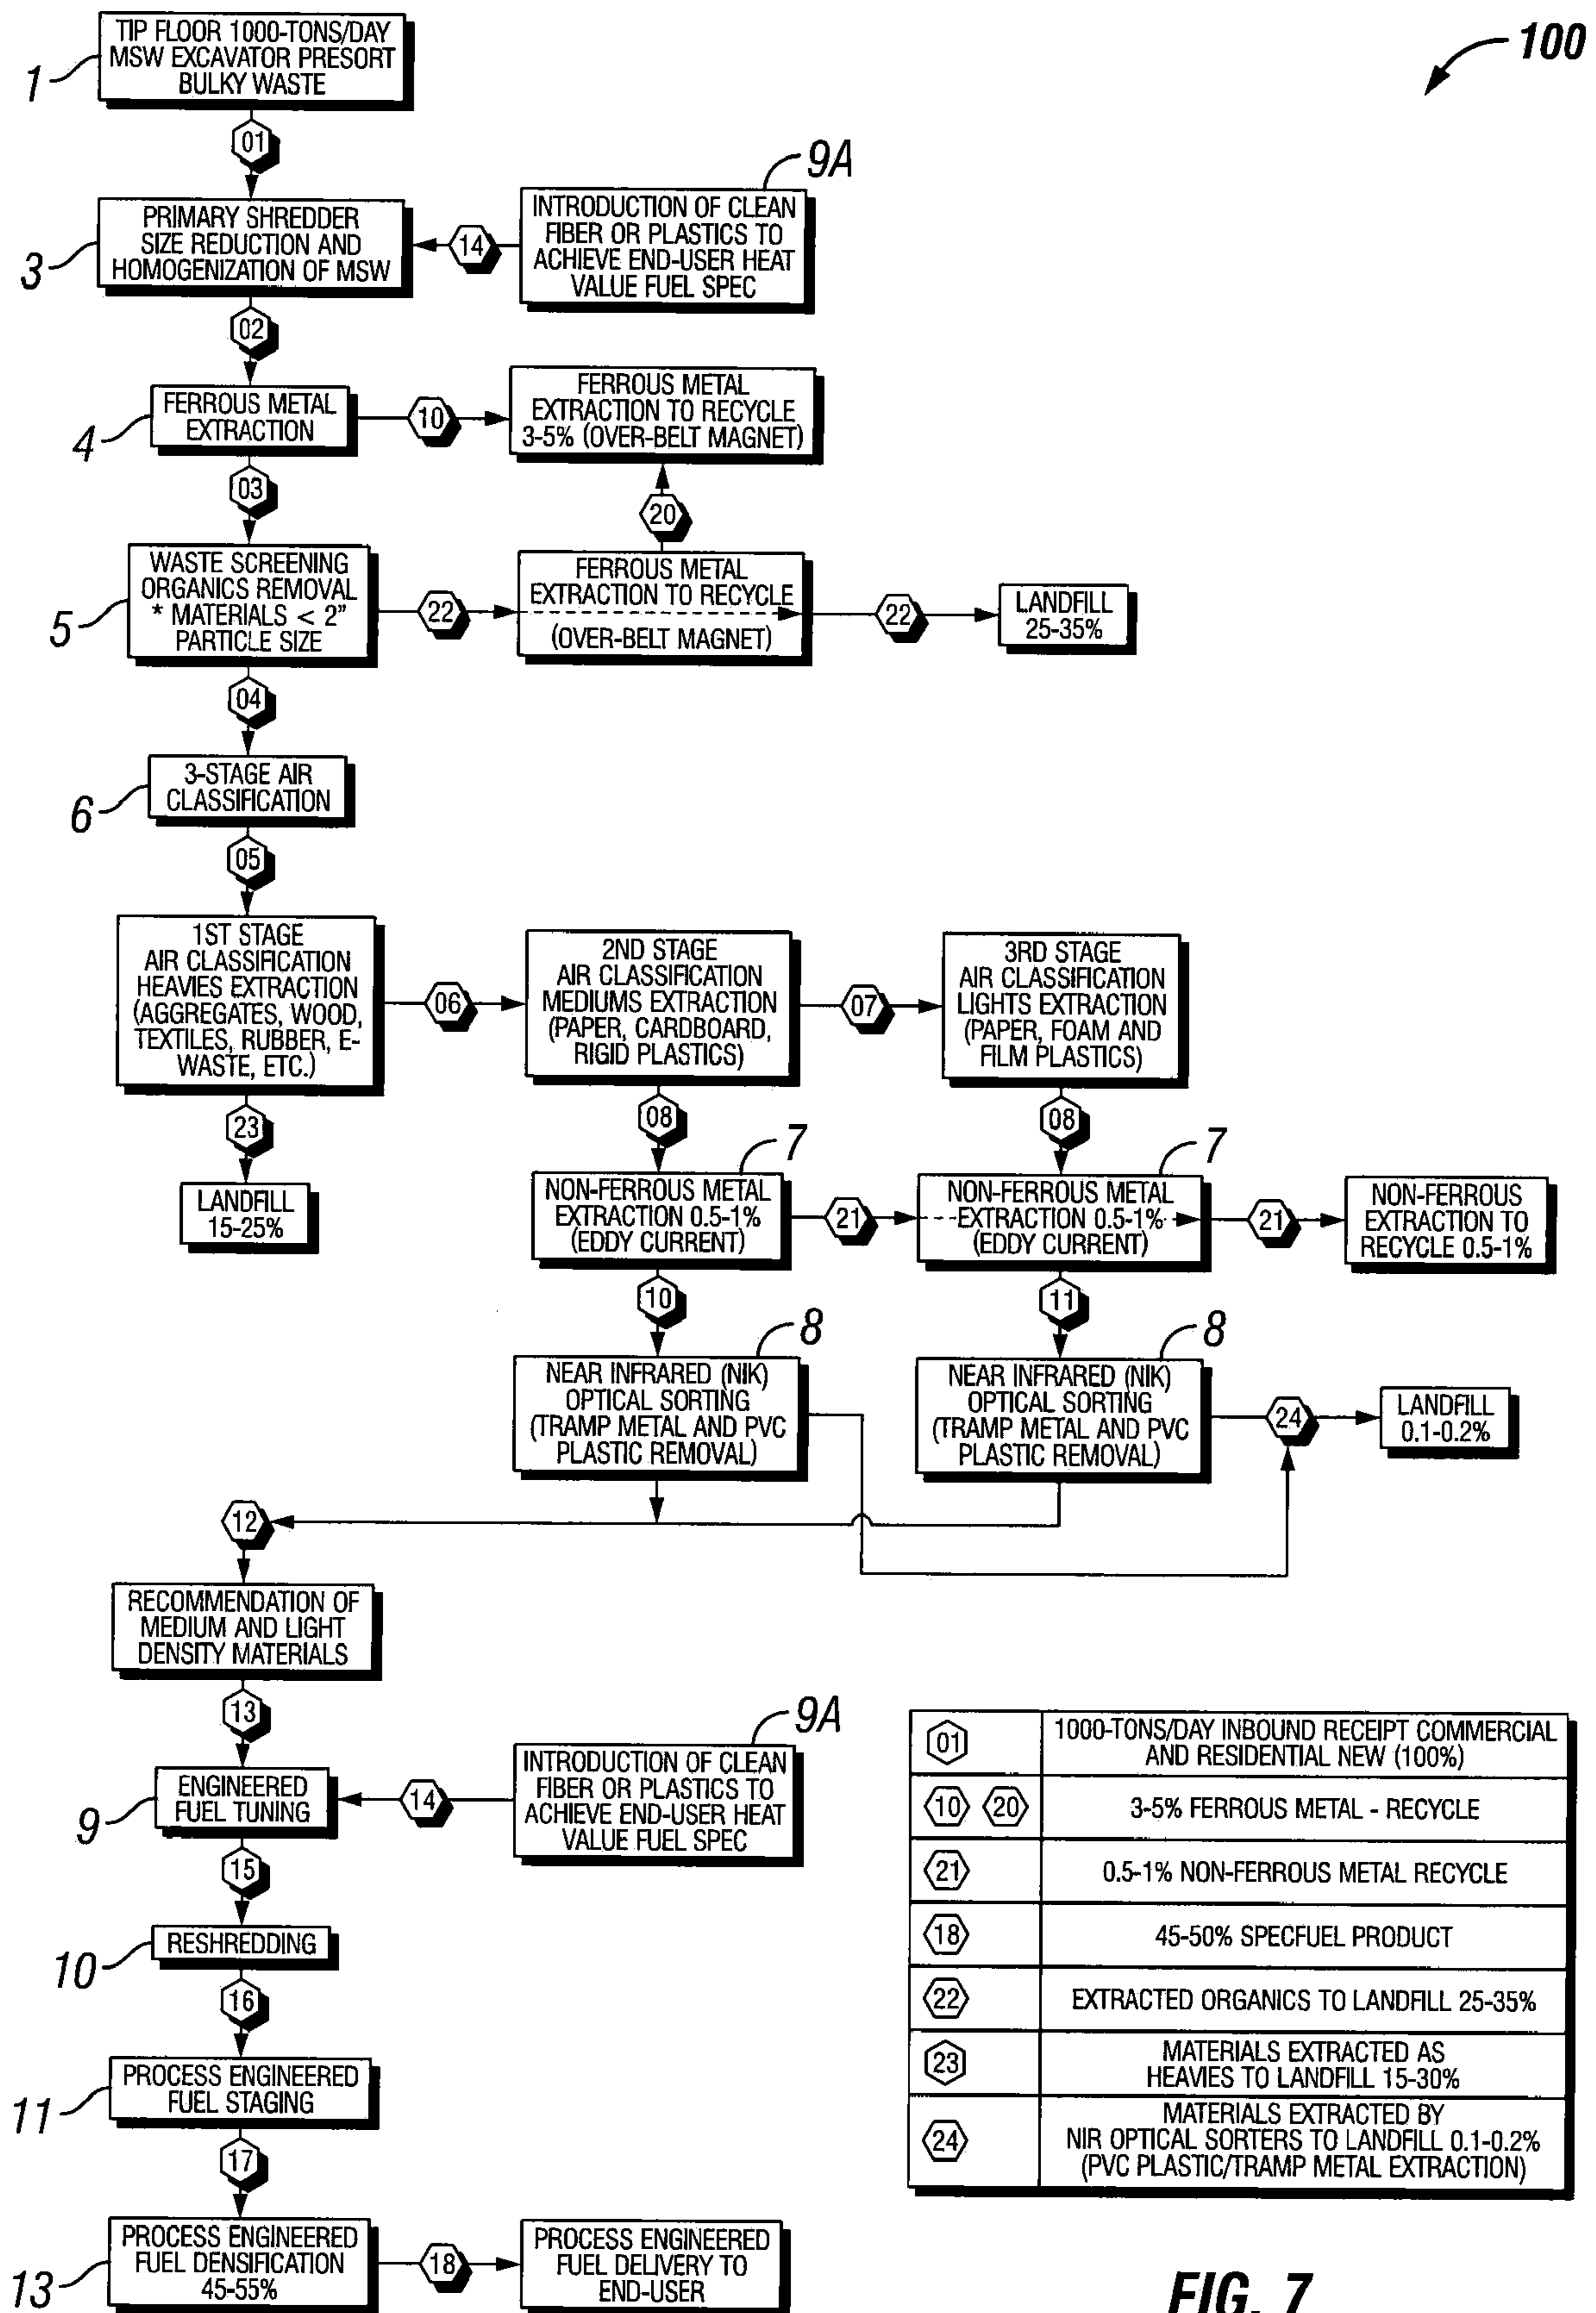 100
TIP FLOOR 1000-TONS/DAY
MSW EXCAVATOR PRESORT
BULKY WASTE
1
01
9A
PRIMARY SHREDDER
SIZE REDUCTION AND
HOMOGENIZATION OF MSW
3
14
INTRODUCTION OF CLEAN
FIBER OR PLASTICS TO
ACHIEVE END-USER HEAT
VALUE FUEL SPEC
02
FERROUS METAL
EXTRACTION
4
10
FERROUS METAL
EXTRACTION TO RECYCLE
3-5% (OVER-BELT MAGNET)
03
20
WASTE SCREENING
ORGANICS REMOVAL
* MATERIALS < 2"
PARTICLE SIZE
5
22
FERROUS METAL
EXTRACTION TO RECYCLE
(OVER-BELT MAGNET)
22
LANDFILL
25-35%
04
3-STAGE AIR
CLASSIFICATION
6
05
1ST STAGE
AIR CLASSIFICATION
HEAVIES EXTRACTION
(AGGREGATES, WOOD,
TEXTILES, RUBBER, E-
WASTE, ETC.)
06
2ND STAGE
AIR CLASSIFICATION
MEDIUMS EXTRACTION
(PAPER, CARDBOARD,
RIGID PLASTICS)
07
3RD STAGE
AIR CLASSIFICATION
LIGHTS EXTRACTION
(PAPER, FOAM AND
FILM PLASTICS)
23
08
08
LANDFILL
15-25%
7
NON-FERROUS METAL
EXTRACTION 0.5-1%
(EDDY CURRENT)
21
7
NON-FERROUS METAL
EXTRACTION 0.5-1%
(EDDY CURRENT)
21
NON-FERROUS
EXTRACTION TO
RECYCLE 0.5-1%
10
11
8
NEAR INFRARED (NIK)
OPTICAL SORTING
(TRAMP METAL AND PVC
PLASTIC REMOVAL)
8
NEAR INFRARED (NIK)
OPTICAL SORTING
(TRAMP METAL AND PVC
PLASTIC REMOVAL)
24
LANDFILL
0.1-0.2%
12
RECOMMENDATION OF
MEDIUM AND LIGHT
DENSITY MATERIALS
13
9A
ENGINEERED
FUEL TUNING
9
14
INTRODUCTION OF CLEAN
FIBER OR PLASTICS TO
ACHIEVE END-USER HEAT
VALUE FUEL SPEC
15
RESHREDDING
10
16
PROCESS ENGINEERED
FUEL STAGING
11
17
PROCESS ENGINEERED
FUEL DENSIFICATION
45-55%
13
18
PROCESS ENGINEERED
FUEL DELIVERY TO
END-USER
01 1000-TONS/DAY INBOUND RECEIPT COMMERCIAL
AND RESIDENTIAL NEW (100%)
10 20 3-5% FERROUS METAL - RECYCLE
21 0.5-1% NON-FERROUS METAL RECYCLE
18 45-50% SPECFUEL PRODUCT
22 EXTRACTED ORGANICS TO LANDFILL 25-35%
23 MATERIALS EXTRACTED AS
HEAVIES TO LANDFILL 15-30%
24 MATERIALS EXTRACTED BY
NIR OPTICAL SORTERS TO LANDFILL 0.1-0.2%
(PVC PLASTIC/TRAMP METAL EXTRACTION)
FIG. 7